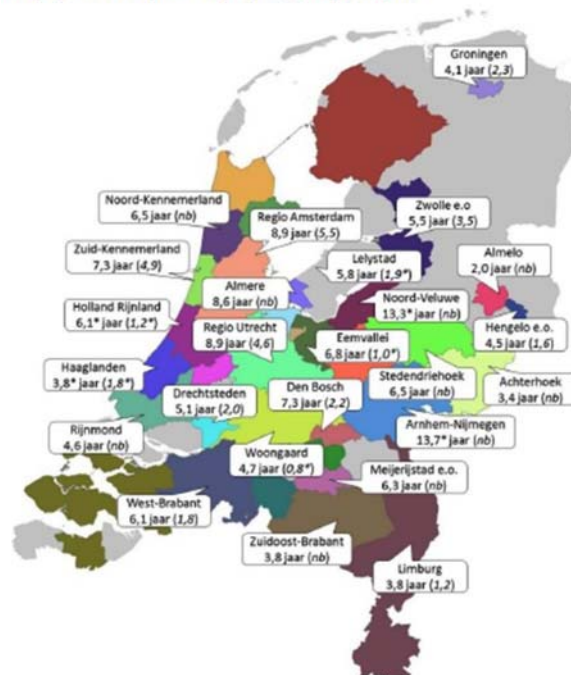 Groningen
4,1 jaar (2,3)
Noord-Kennemerland
6,5 jaar (nb)
Regio Amsterdam
8,9 jaar (5,5)
Zwolle e.o
5,5 jaar (3,5)
Zuid-Kennemerland
7,3 jaar (4,9)
Lelystad
5,8 jaar (1,9*)
Almelo
2,0 jaar (nb)
Almere
8,6 jaar (nb)
Noord-Veluwe
13,3* jaar (nb)
Holland Rijnland
6,1* jaar (1,2*)
Regio Utrecht
8,9 jaar (4,6)
Eemvallei
6,8 jaar (1,0*)
Hengelo e.o.
4,5 jaar (1,6)
Haaglanden
3,8* jaar (1,8*)
Drechtsteden
5,1 jaar (2,0)
Den Bosch
7,3 jaar (2,2)
Stedendriehoek
6,5 jaar (nb)
Achterhoek
3,4 jaar (nb)
Rijnmond
4,6 jaar (nb)
Woongaard
4,7 jaar (0,8*)
Arnhem-Nijmegen
13,7* jaar (nb)
Meijerijstad e.o.
6,3 jaar (nb)
West-Brabant
6,1 jaar (1,8)
Zuidoost-Brabant
3,8 jaar (nb)
Limburg
3,8 jaar (1,2)